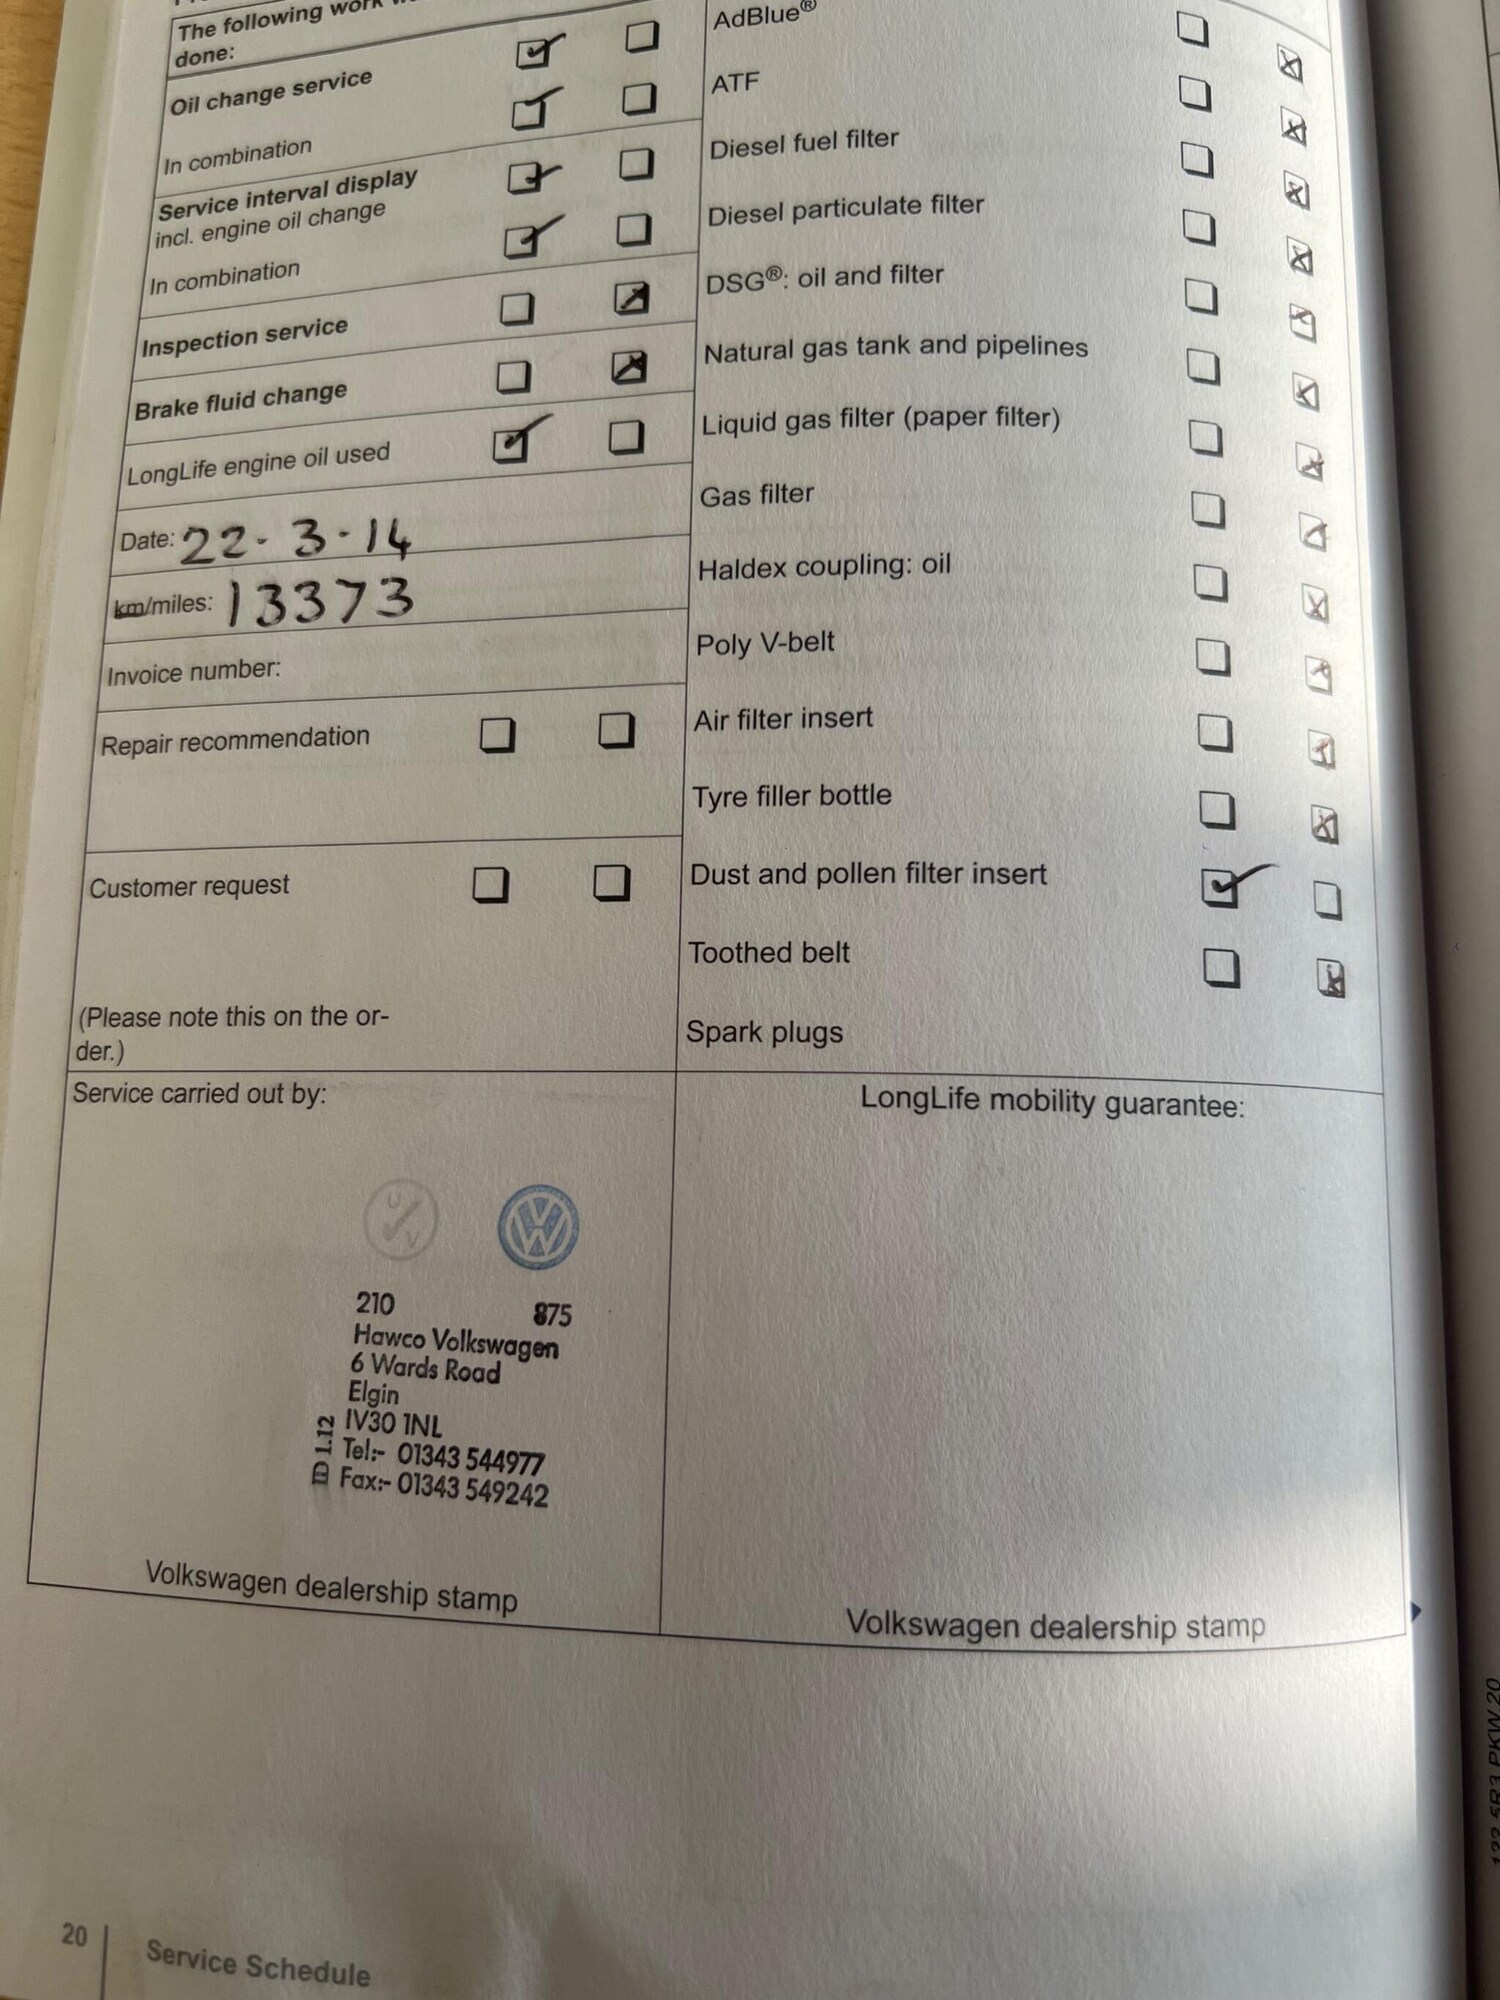 The following work
done:
Oil change service
In combination
Service interval display
incl. engine oil change
In combination
Inspection service
Brake fluid change
LongLife engine oil used
Date: 22-3-14
km/miles: 13373
Invoice number:
Repair recommendation
Customer request
(Please note this on the or-
der.)
AdBlue®
ATF
Diesel fuel filter
Diesel particulate filter
DSG®: oil and filter
Natural gas tank and pipelines
Liquid gas filter (paper filter)
Gas filter
Haldex coupling: oil
Poly V-belt
Air filter insert
Tyre filler bottle
Dust and pollen filter insert
Toothed belt
Spark plugs
Service carried out by:
210 875
Hawco Volkswagen
6 Wards Road
Elgin
IV30 1NL
Tel:- 01343 544977
Fax:- 01343 549242
Volkswagen dealership stamp
LongLife mobility guarantee:
Volkswagen dealership stamp
20
Service Schedule